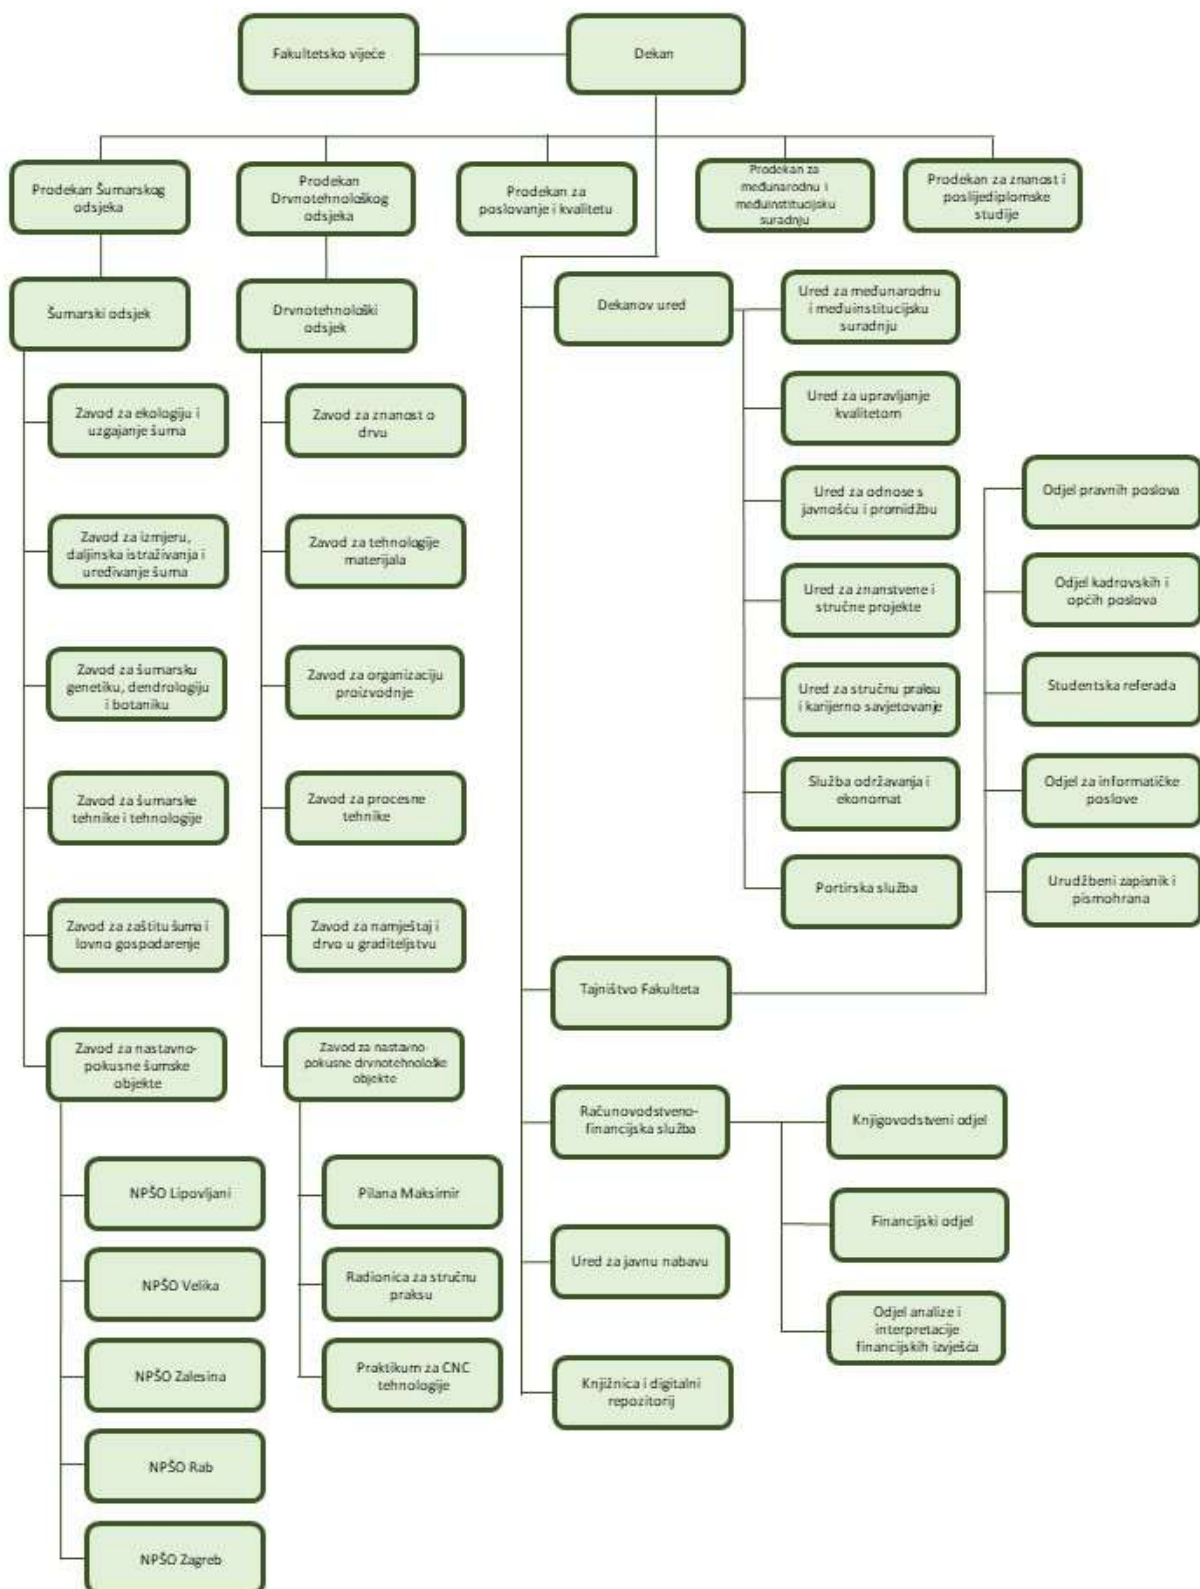 Fakultetsko vijeće
Dekan
Prodekan Šumarskog
odsjeka
Prodekan
Drvnotehnološkog
odsjeka
Prodekan za
poslovanje i kvalitetu
Prodekan za
međunarodnu i
međuinstitucijsku
suradnju
Prodekan za znanost i
poslijediplomske
studije
Šumarski odsjek
Drvnotehnološki
odsjek
Zavod za ekologiju i
uzgajanje šuma
Zavod za izmjeru,
daljinska istraživanja i
uređivanje šuma
Zavod za šumarsku
genetiku, dendrologiju
i botaniku
Zavod za šumarske
tehnike i tehnologije
Zavod za zaštitu šuma i
lovno gospodarenje
Zavod za nastavno-
pokusne šumske
objekte
NPŠO Lipovljani
NPŠO Velika
NPŠO Zalesina
NPŠO Rab
NPŠO Zagreb
Zavod za znanost o
drvu
Zavod za tehnologije
materijala
Zavod za organizaciju
proizvodnje
Zavod za procesne
tehnike
Zavod za namještaj i
drvo u graditeljstvu
Zavod za nastavno
pokusne drvnotehnološke
objekte
Pilana Maksimir
Radionica za stručnu
praksu
Praktikum za CNC
tehnologije
Dekanov ured
Ured za međunarodnu
i međuinstitucijsku
suradnju
Ured za upravljanje
kvalitetom
Ured za odnose s
javnošću i promidžbu
Ured za znanstvene i
stručne projekte
Ured za stručnu praksu
i karijerno savjetovanje
Služba održavanja i
ekonomat
Portirska služba
Tajništvo Fakulteta
Odjel pravnih poslova
Odjel kadrovskih i
općih poslova
Studentska referada
Odjel za informatičke
poslove
Urudžbeni zapisnik i
pismohrana
Računovodstveno-
financijska služba
Knjigovodstveni odjel
Financijski odjel
Odjel analize i
interpretacije
financijskih izvješća
Ured za javnu nabavu
Knjižnica i digitalni
repozitorij